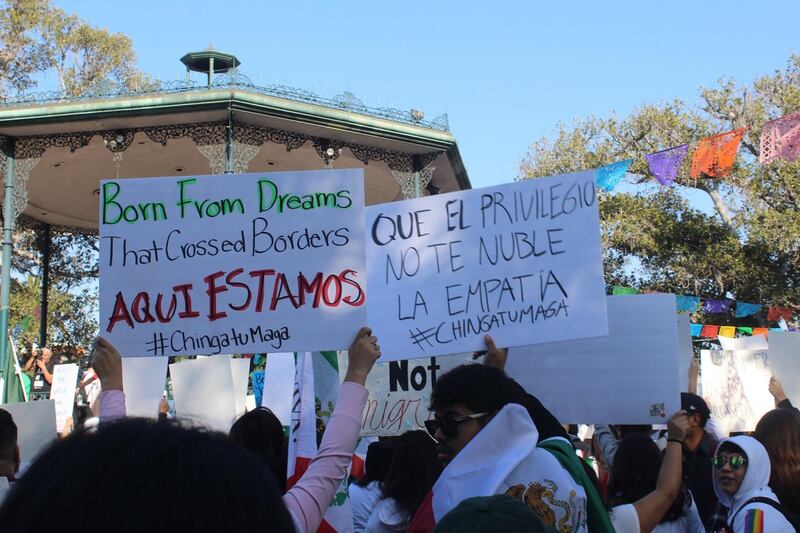 Born From Dreams
That Crossed Borders
AQUI ESTAMOS
#ChingatuMaga
QUE EL PRIVILEGIO
NO TE NUBLE
LA EMPATÍA
#CHINGATUMAGA
Not